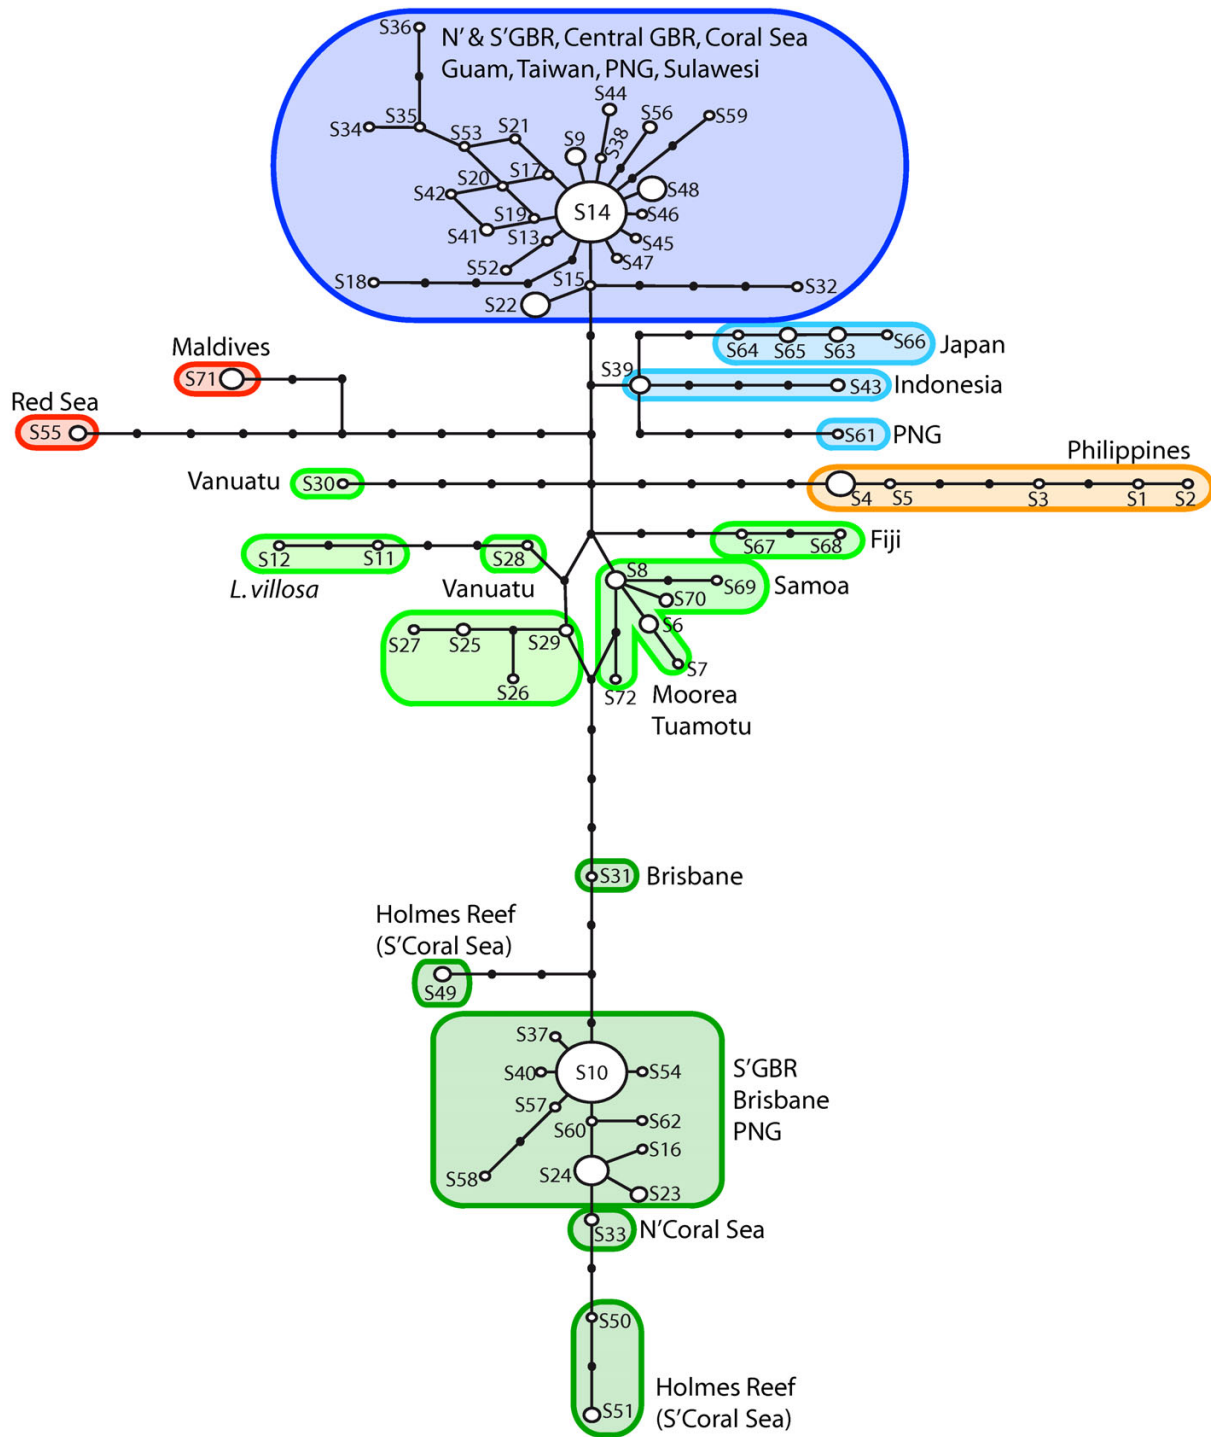 S36
N' & S'GBR, Central GBR, Coral Sea
Guam, Taiwan, PNG, Sulawesi
S44
S56
S59
S34
S35
S53
S21
S9
S38
S20
S17
S48
S42
S14
S46
S19
S41
S13
S45
S47
S52
S18
S15
S32
S22
Maldives
S71
S64
S65
S63
S66
Japan
S39
S43
Indonesia
Red Sea
S55
S61
PNG
Philippines
Vanuatu
S30
S4
S5
S3
S1
S2
S12
S11
S28
S67
S68
Fiji
L. villosa
Vanuatu
S8
S69
Samoa
S70
S27
S25
S29
S6
S26
S72
S7
Moorea
Tuamotu
S31
Brisbane
Holmes Reef
(S'Coral Sea)
S49
S37
S40
S10
S54
S'GBR
Brisbane
PNG
S57
S60
S62
S16
S58
S24
S23
S33
N'Coral Sea
S50
Holmes Reef
(S'Coral Sea)
S51